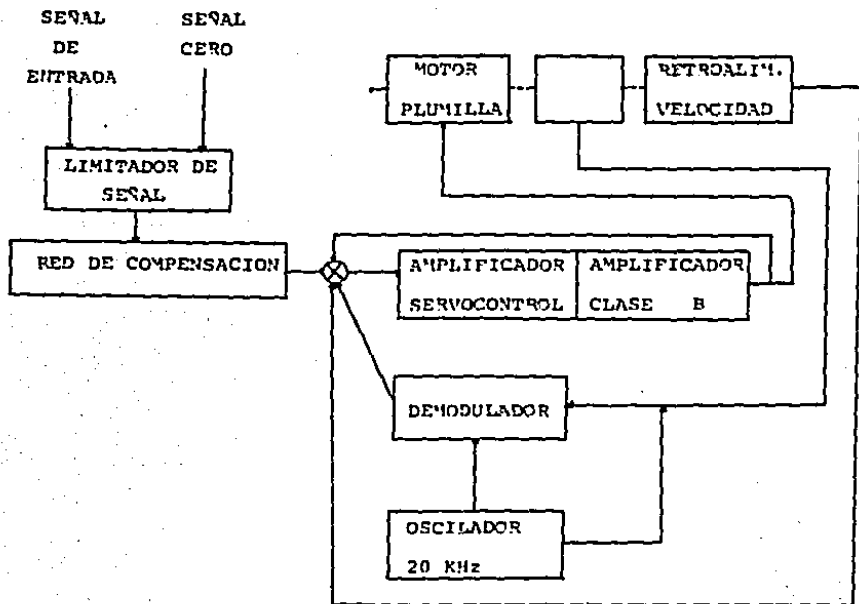 SEÑAL
DE
ENTRADA
SEÑAL
CERO
LIMITADOR DE
SEÑAL
RED DE COMPENSACION
MOTOR
PLUMILLA
RETROALIM.
VELOCIDAD
AMPLIFICADOR
SERVOCONTROL
AMPLIFICADOR
CLASE B
DEMODULADOR
OSCILADOR
20 KHz